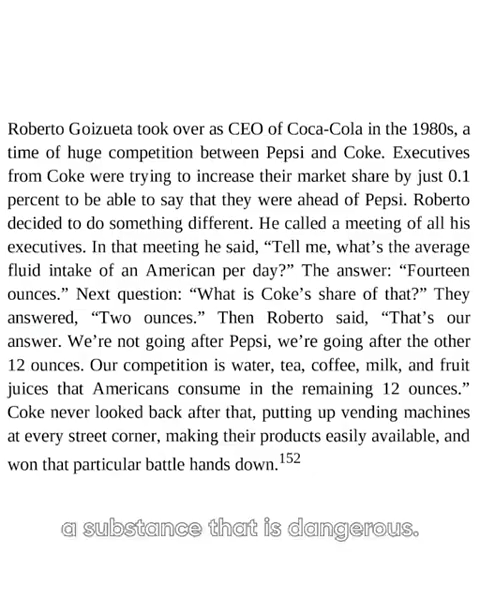 Roberto Goizueta took over as CEO of Coca-Cola in the 1980s, a
time of huge competition between Pepsi and Coke. Executives
from Coke were trying to increase their market share by just 0.1
percent to be able to say that they were ahead of Pepsi. Roberto
decided to do something different. He called a meeting of all his
executives. In that meeting he said, “Tell me, what’s the average
fluid intake of an American per day?” The answer: “Fourteen
ounces.” Next question: “What is Coke’s share of that?” They
answered, “Two ounces.” Then Roberto said, “That’s our
answer. We’re not going after Pepsi, we’re going after the other
12 ounces. Our competition is water, tea, coffee, milk, and fruit
juices that Americans consume in the remaining 12 ounces.”
Coke never looked back after that, putting up vending machines
at every street corner, making their products easily available, and
won that particular battle hands down.152
a substance that is dangerous.